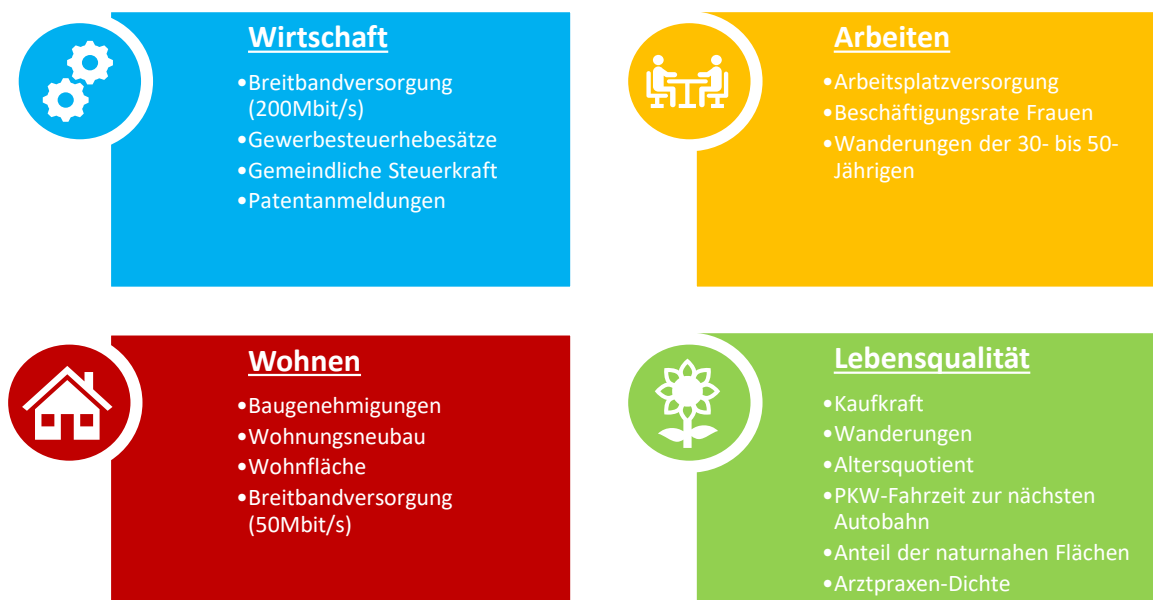 Wirtschaft
•Breitbandversorgung
(200Mbit/s)
•Gewerbesteuerhebesätze
•Gemeindliche Steuerkraft
•Patentanmeldungen
Arbeiten
•Arbeitsplatzversorgung
•Beschäftigungsrate Frauen
•Wanderungen der 30- bis 50-
Jährigen
Wohnen
•Baugenehmigungen
•Wohnungsneubau
•Wohnfläche
•Breitbandversorgung
(50Mbit/s)
Lebensqualität
•Kaufkraft
•Wanderungen
•Altersquotient
•PKW-Fahrzeit zur nächsten
Autobahn
•Anteil der naturnahen Flächen
•Arztpraxen-Dichte